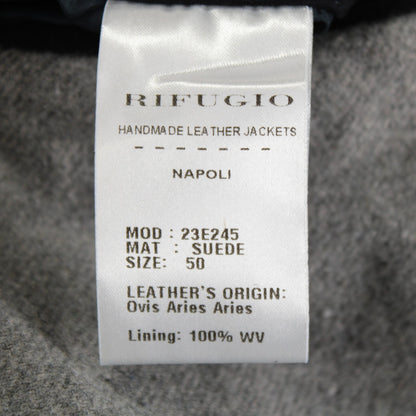 RIFUGIO
HANDMADE LEATHER JACKETS
- - - - - - -
NAPOLI
MOD : 23E245
MAT : SUEDE
SIZE: 50
LEATHER'S ORIGIN:
Ovis Aries Aries
Lining: 100% WV